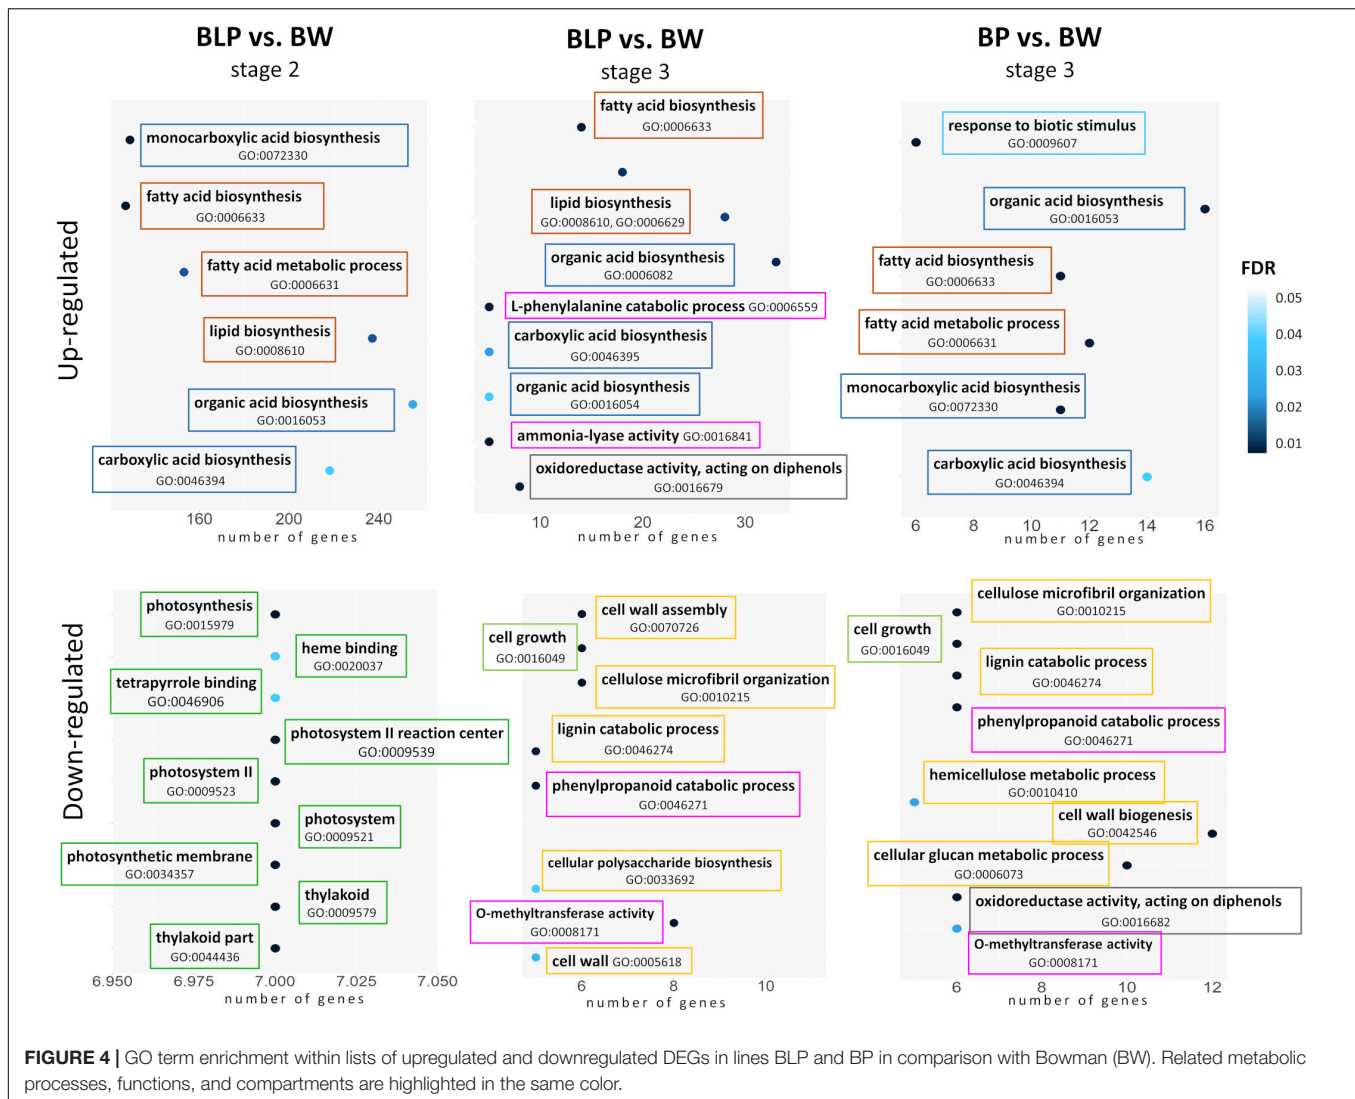 BLP vs. BW
stage 2
BLP vs. BW
stage 3
BP vs. BW
stage 3
Up-regulated
monocarboxylic acid biosynthesis
GO:0072330
fatty acid biosynthesis
GO:0006633
fatty acid metabolic process
GO:0006631
lipid biosynthesis
GO:0008610
organic acid biosynthesis
GO:0016053
carboxylic acid biosynthesis
GO:0046394
160 200 240
number of genes
fatty acid biosynthesis
GO:0006633
lipid biosynthesis
GO:0008610, GO:0006629
organic acid biosynthesis
GO:0006082
L-phenylalanine catabolic process GO:0006559
carboxylic acid biosynthesis
GO:0046395
organic acid biosynthesis
GO:0016054
ammonia-lyase activity GO:0016841
oxidoreductase activity, acting on diphenols
GO:0016679
10 20 30
number of genes
response to biotic stimulus
GO:0009607
organic acid biosynthesis
GO:0016053
fatty acid biosynthesis
GO:0006633
fatty acid metabolic process
GO:0006631
monocarboxylic acid biosynthesis
GO:0072330
carboxylic acid biosynthesis
GO:0046394
6 8 10 12 14 16
number of genes
FDR
0.05
0.04
0.03
0.02
0.01
Down-regulated
photosynthesis
GO:0015979
heme binding
GO:0020037
tetrapyrrole binding
GO:0046906
photosystem II reaction center
GO:0009539
photosystem II
GO:0009523
photosystem
GO:0009521
photosynthetic membrane
GO:0034357
thylakoid
GO:0009579
thylakoid part
GO:0044436
6.950 6.975 7.000 7.025 7.050
number of genes
cell wall assembly
GO:0070726
cell growth
GO:0016049
cellulose microfibril organization
GO:0010215
lignin catabolic process
GO:0046274
phenylpropanoid catabolic process
GO:0046271
cellular polysaccharide biosynthesis
GO:0033692
O-methyltransferase activity
GO:0008171
cell wall GO:0005618
6 8 10
number of genes
cellulose microfibril organization
GO:0010215
cell growth
GO:0016049
lignin catabolic process
GO:0046274
phenylpropanoid catabolic process
GO:0046271
hemicellulose metabolic process
GO:0010410
cell wall biogenesis
GO:0042546
cellular glucan metabolic process
GO:0006073
oxidoreductase activity, acting on diphenols
GO:0016682
O-methyltransferase activity
GO:0008171
6 8 10 12
number of genes
FIGURE 4 | GO term enrichment within lists of upregulated and downregulated DEGs in lines BLP and BP in comparison with Bowman (BW). Related metabolic
processes, functions, and compartments are highlighted in the same color.